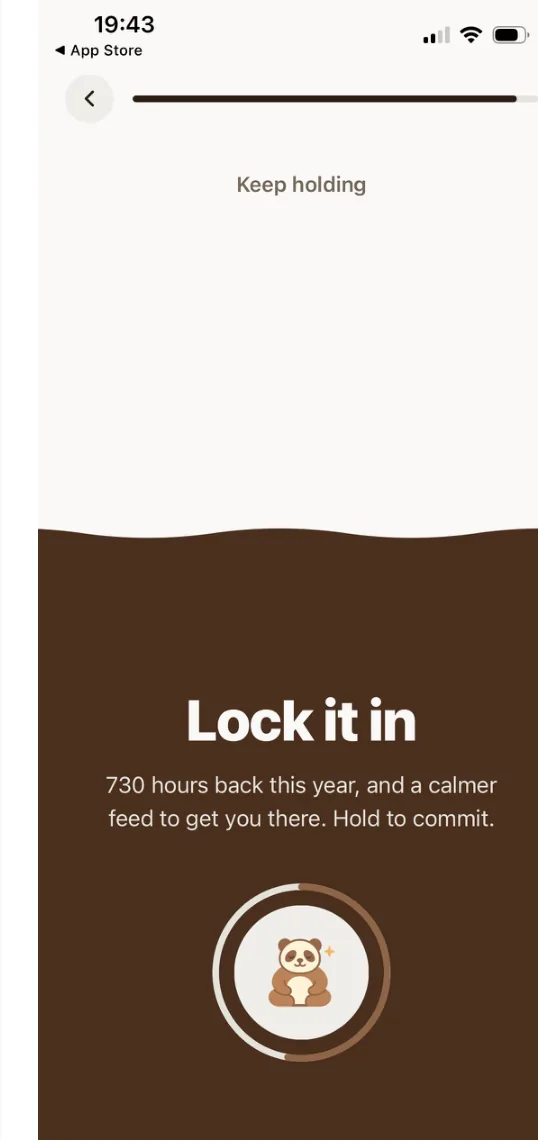 19:43
◀ App Store
Keep holding
Lock it in
730 hours back this year, and a calmer
feed to get you there. Hold to commit.